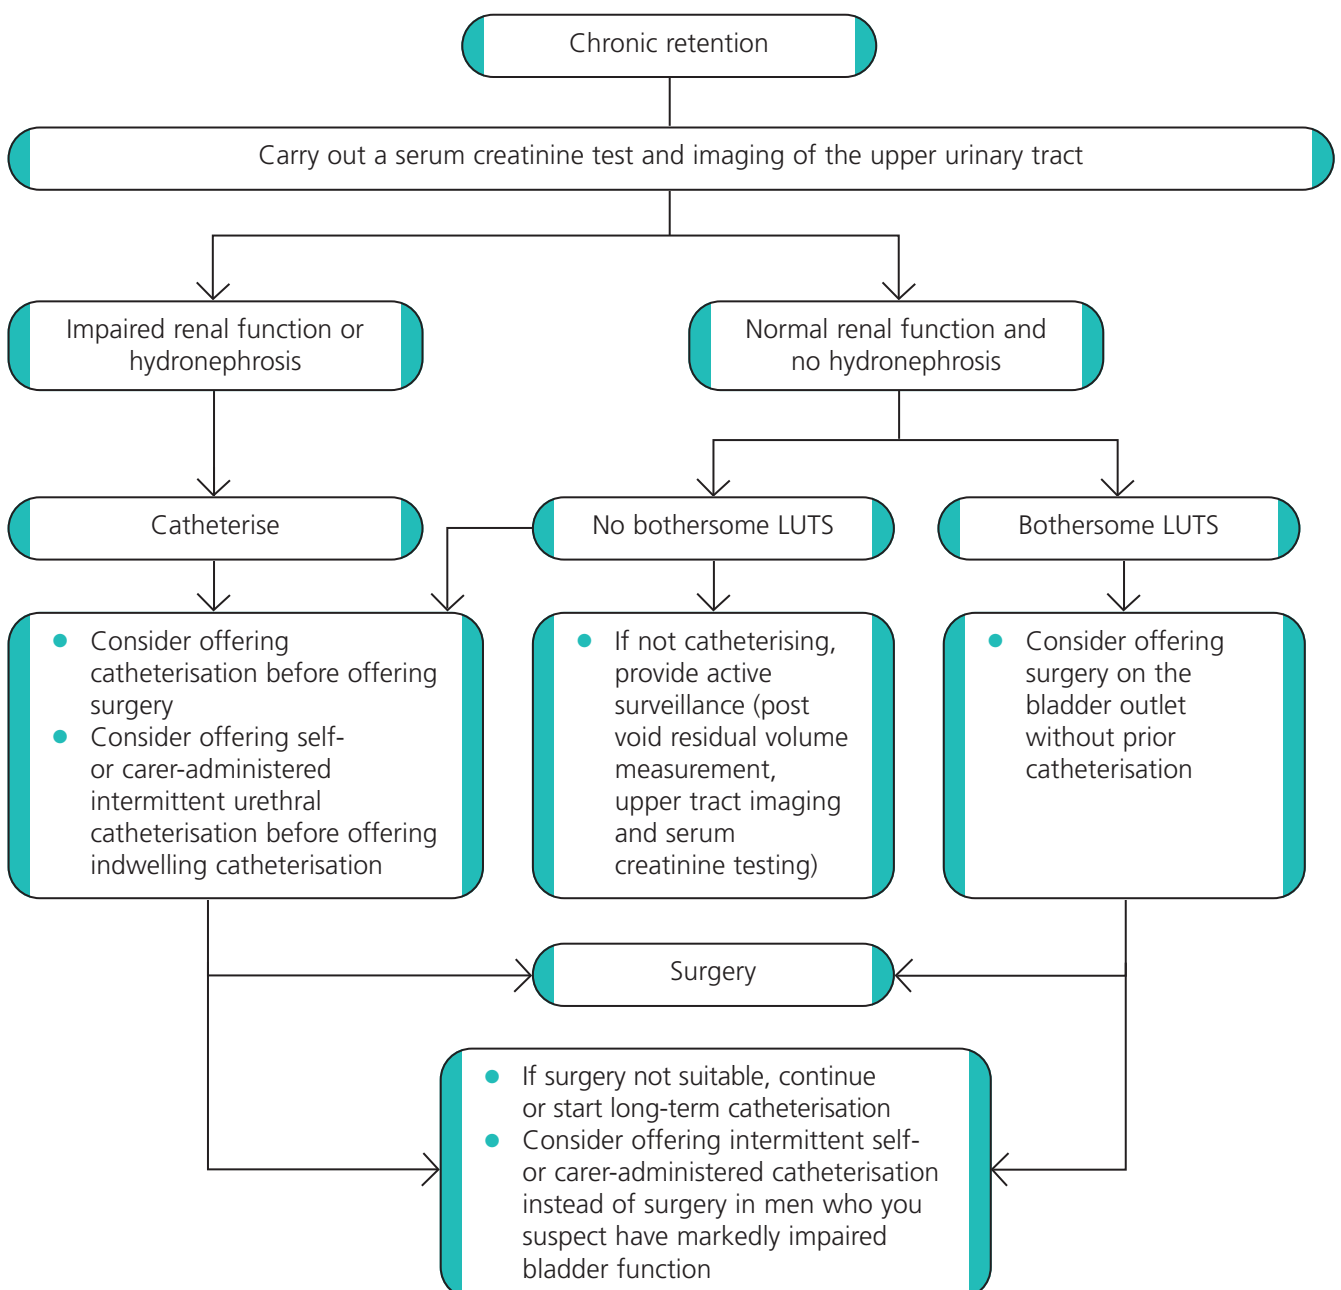 Chronic retention
Carry out a serum creatinine test and imaging of the upper urinary tract
Impaired renal function or
hydronephrosis
Normal renal function and
no hydronephrosis
Catheterise
No bothersome LUTS
Bothersome LUTS
● Consider offering
catheterisation before offering
surgery
● Consider offering self-
or carer-administered
intermittent urethral
catheterisation before offering
indwelling catheterisation
● If not catheterising,
provide active
surveillance (post
void residual volume
measurement,
upper tract imaging
and serum
creatinine testing)
● Consider offering
surgery on the
bladder outlet
without prior
catheterisation
Surgery
● If surgery not suitable, continue
or start long-term catheterisation
● Consider offering intermittent self-
or carer-administered catheterisation
instead of surgery in men who you
suspect have markedly impaired
bladder function